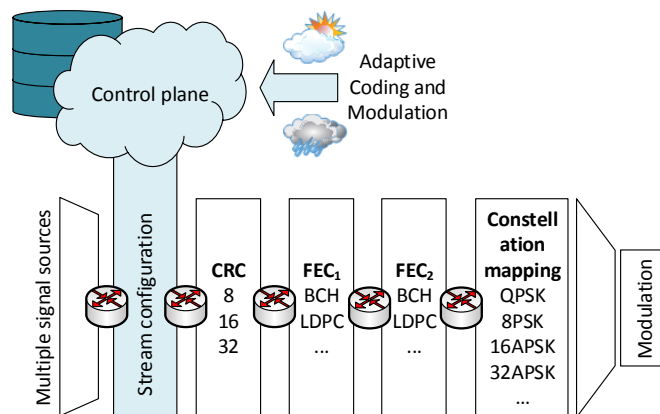 Control plane
Adaptive
Coding and
Modulation
Multiple signal sources
Stream configuration
CRC
8
16
32
FEC₁
BCH
LDPC
...
FEC₂
BCH
LDPC
...
Constell
ation
mapping
QPSK
8PSK
16APSK
32APSK
...
Modulation